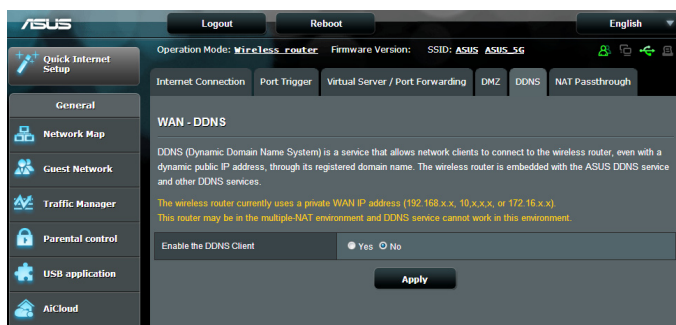 ASUS
Logout
Reboot
English
Quick Internet
Setup
Operation Mode: Wireless router Firmware Version: SSID: ASUS ASUS_5G
Internet Connection
Port Trigger
Virtual Server / Port Forwarding
DMZ
DDNS
NAT Passthrough
General
Network Map
Guest Network
Traffic Manager
Parental control
USB application
AiCloud
WAN - DDNS
DDNS (Dynamic Domain Name System) is a service that allows network clients to connect to the wireless router, even with a
dynamic public IP address, through its registered domain name. The wireless router is embedded with the ASUS DDNS service
and other DDNS services.
The wireless router currently uses a private WAN IP address (192.168.x.x, 10,x,x,x, or 172.16.x.x).
This router may be in the multiple-NAT environment and DDNS service cannot work in this environment.
Enable the DDNS Client
Yes
No
Apply